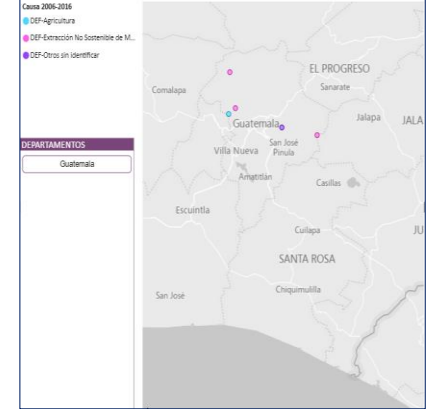 Causa 2006-2016
DEF-Agricultura
DEF-Extracción No Sostenible de M...
DEF-Otros sin Identificar
DEPARTAMENTOS
Guatemala
EL PROGRESO
Sanarate
Comalapa
Jalapa
JALA
Guatemala
San José
Pinula
Villa Nueva
Amatitlán
Casillas
Escuintla
Cuilapa
JU
SANTA ROSA
Chiquimulilla
San José